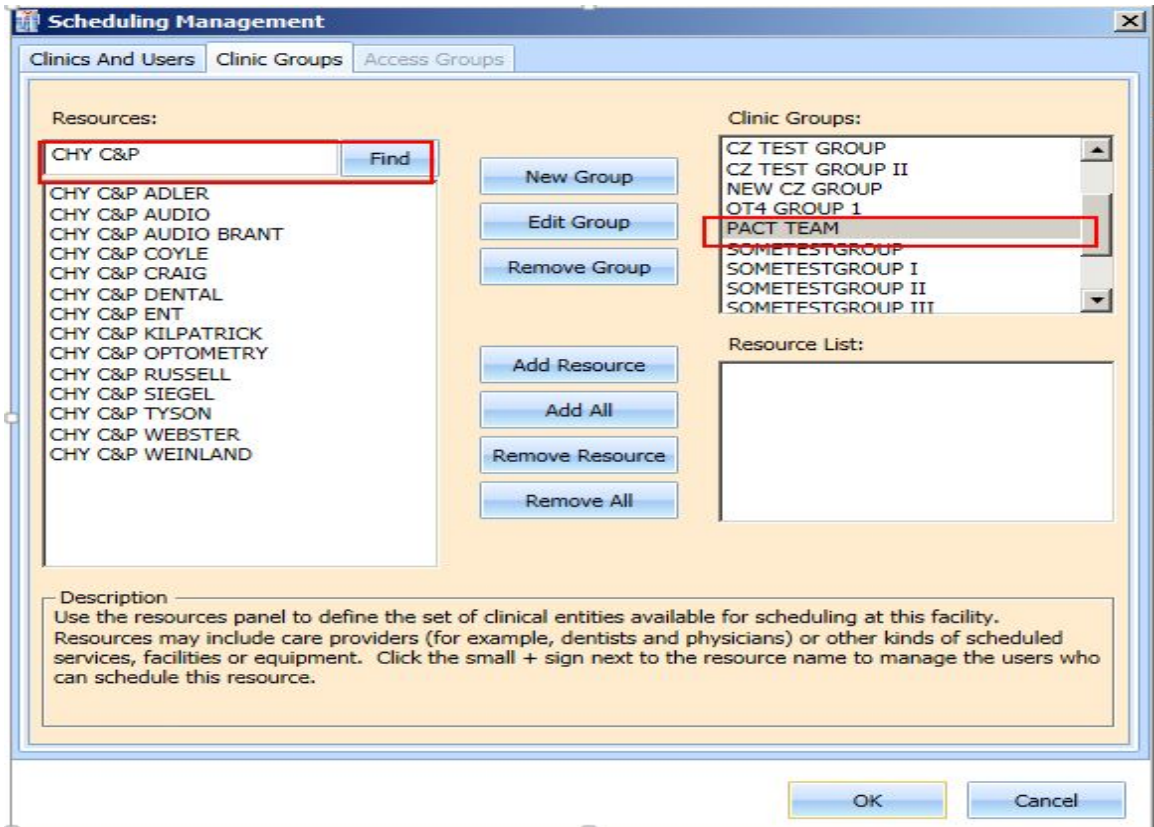 Scheduling Management
Clinics And Users
Clinic Groups
Access Groups
Resources:
CHY C&P
Find
CHY C&P ADLER
CHY C&P AUDIO
CHY C&P AUDIO BRANT
CHY C&P COYLE
CHY C&P CRAIG
CHY C&P DENTAL
CHY C&P ENT
CHY C&P KILPATRICK
CHY C&P OPTOMETRY
CHY C&P RUSSELL
CHY C&P SIEGEL
CHY C&P TYSON
CHY C&P WEBSTER
CHY C&P WEINLAND
New Group
Edit Group
Remove Group
Add Resource
Add All
Remove Resource
Remove All
Clinic Groups:
CZ TEST GROUP
CZ TEST GROUP II
NEW CZ GROUP
OT4 GROUP 1
PACT TEAM
SOMETESTGROUP
SOMETESTGROUP I
SOMETESTGROUP II
SOMETESTGROUP III
Resource List:
Description
Use the resources panel to define the set of clinical entities available for scheduling at this facility.
Resources may include care providers (for example, dentists and physicians) or other kinds of scheduled
services, facilities or equipment. Click the small + sign next to the resource name to manage the users who
can schedule this resource.
OK
Cancel